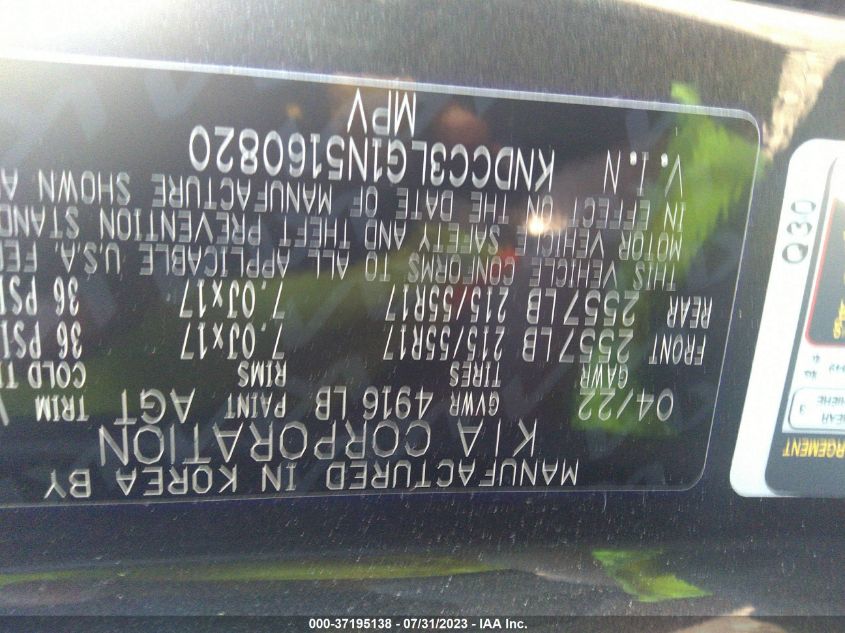 MANUFACTURED IN KOREA BY
KIA CORPORATION
04/22 GVWR 4916 LB PAINT AGT TRIM
GAWR TIRES RIMS COLD TI
FRONT 2557LB 215/55R17 7.0Jx17 36 PSI
REAR 2557LB 215/55R17 7.0Jx17 36 PSI
THIS VEHICLE CONFORMS TO ALL APPLICABLE U.S.A. FED
MOTOR VEHICLE SAFETY AND THEFT PREVENTION STAND
IN EFFECT ON THE DATE OF MANUFACTURE SHOWN A
V.I.N KNDCC3LG1N5160820
MPV
Q30
000-37195138 - 07/31/2023 - IAA Inc.